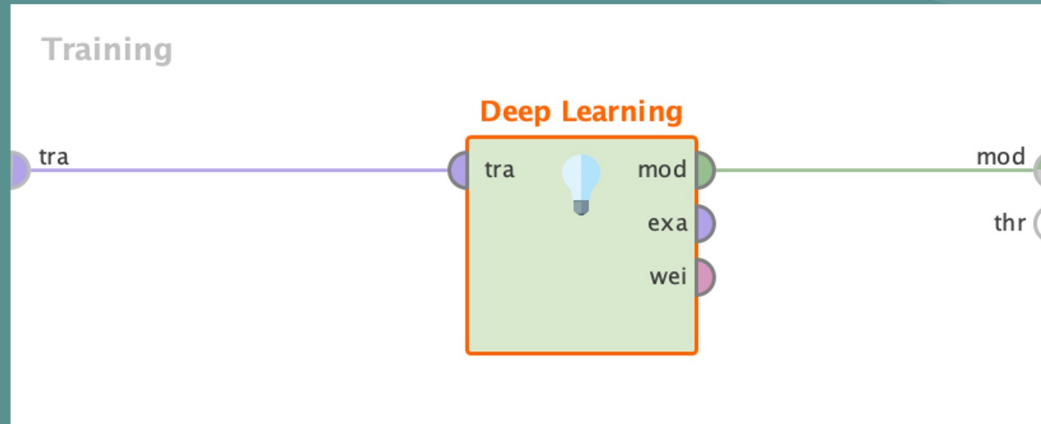 Training
Deep Learning
tra
tra
mod
mod
exa
thr
wei